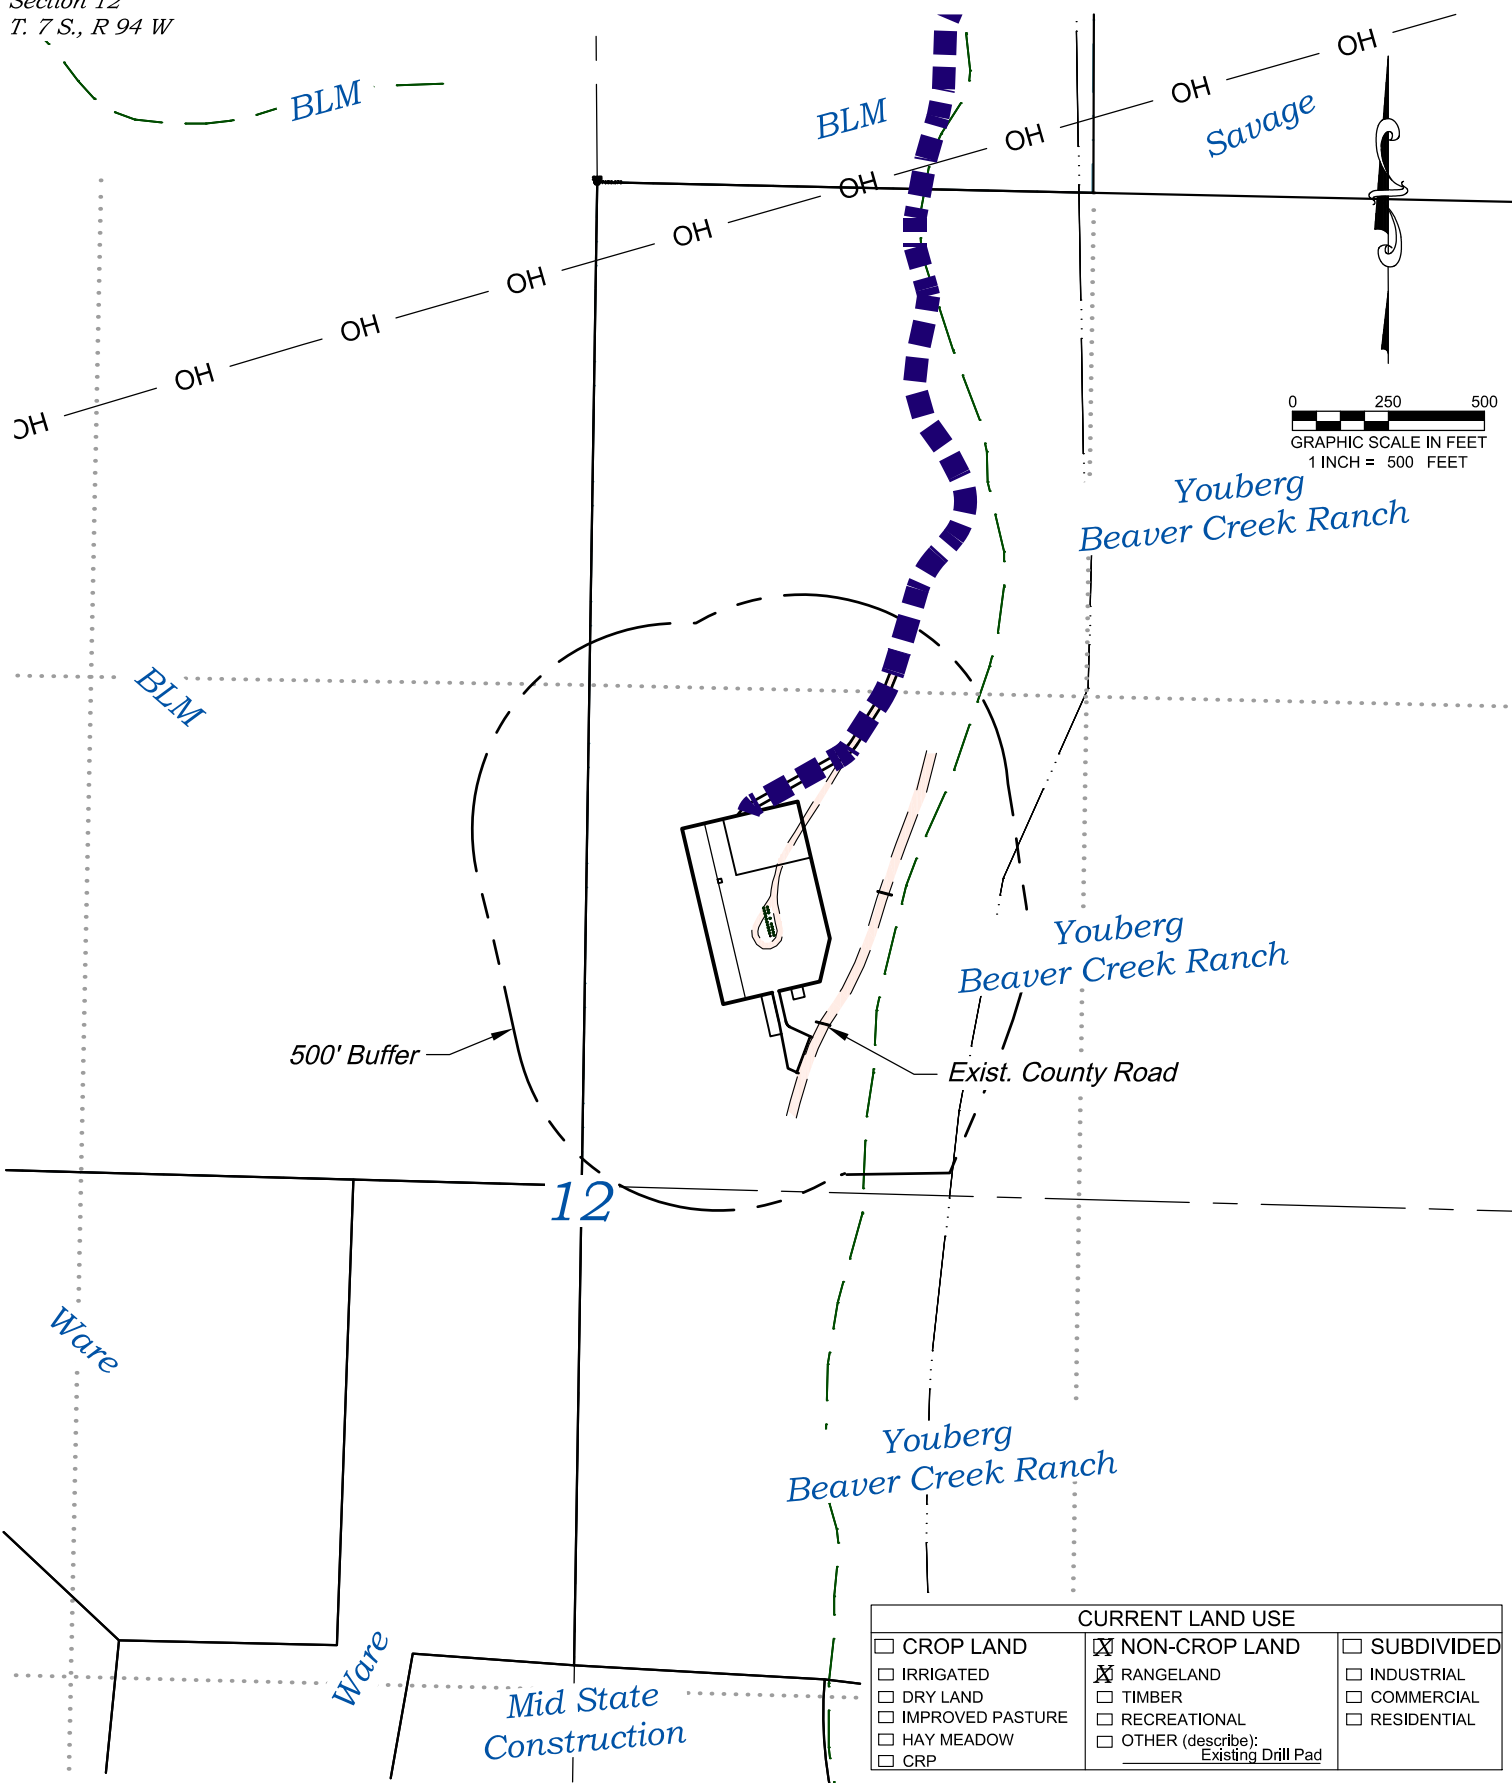 Section 12
T. 7 S., R 94 W
BLM
BLM
Savage
OH
OH
OH
OH
OH
OH
OH
OH
OH
0 250 500
GRAPHIC SCALE IN FEET
1 INCH = 500 FEET
Youberg
Beaver Creek Ranch
BLM
Youberg
Beaver Creek Ranch
500' Buffer
Exist. County Road
12
Ware
Youberg
Beaver Creek Ranch
Ware
Mid State
Construction
CURRENT LAND USE
CROP LAND
IRRIGATED
DRY LAND
IMPROVED PASTURE
HAY MEADOW
CRP
X NON-CROP LAND
X RANGELAND
TIMBER
RECREATIONAL
OTHER (describe):
Existing Drill Pad
SUBDIVIDED
INDUSTRIAL
COMMERCIAL
RESIDENTIAL